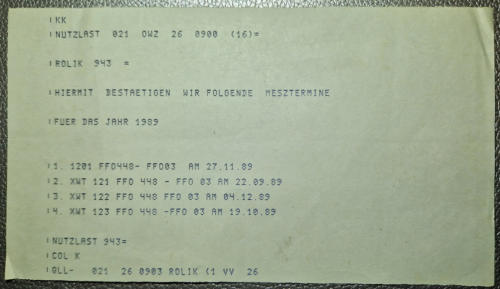 KK
NUTZLAST 021 OWZ 26 0900 (16)=
ROLIK 943 =
HIERMIT BESTAETIGEN WIR FOLGENDE MESZTERMINE
FUER DAS JAHR 1989
1. 1201 FFO448- FFO03 AM 27.11.89
2. XWT 121 FFO 448 - FFO 03 AM 22.09.89
3. XWT 122 FFO 448 FFO 03 AM 04.12.89
4. XWT 123 FFO 448 -FFO 03 AM 19.10.89
NUTZLAST 943=
COL K
QLL- 021 26 0903 ROLIK (1 VV 26